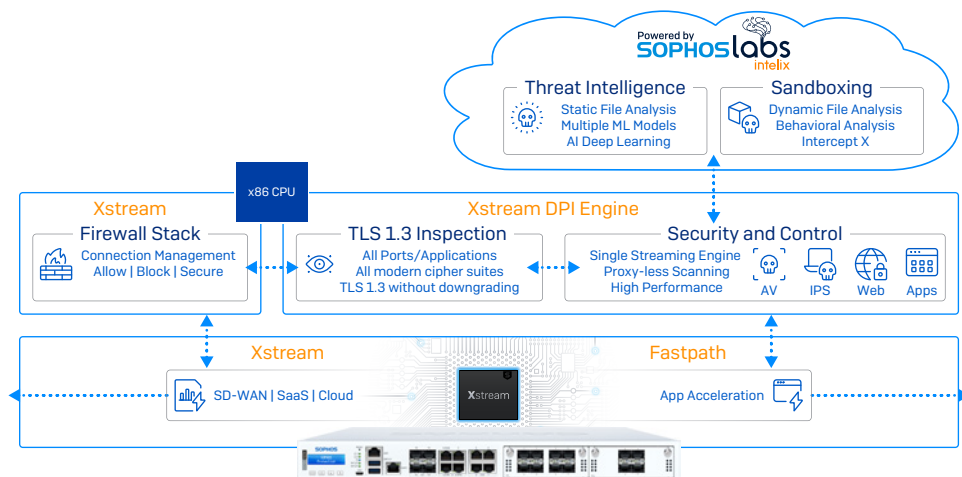 Powered by
SOPHOSlabs
intelix
Threat Intelligence
Static File Analysis
Multiple ML Models
AI Deep Learning
Sandboxing
Dynamic File Analysis
Behavioral Analysis
Intercept X
x86 CPU
Xstream
Firewall Stack
Connection Management
Allow | Block | Secure
Xstream DPI Engine
TLS 1.3 Inspection
All Ports/Applications
All modern cipher suites
TLS 1.3 without downgrading
Security and Control
Single Streaming Engine
Proxy-less Scanning
High Performance
AV
IPS
Web
Apps
Xstream
Fastpath
SD-WAN | SaaS | Cloud
Xstream
App Acceleration
SOPHOS